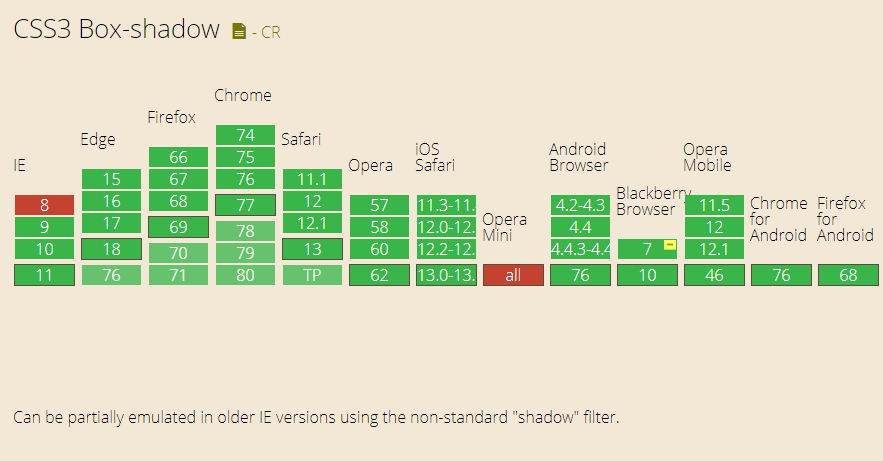 CSS3 Box-shadow - CR
Chrome
Firefox
74
Edge
Safari
iOS
Android
Opera
66
75
IE
Opera
Safari
Browser
Mobile
15
67
76
11.1
Blackberry
8
16
68
77
12
57
11.3-11.
4.2-4.3
Browser
11.5
Chrome
Firefox
9
17
69
78
12.1
58
12.0-12.
Opera
4.4
12
for
for
10
18
70
79
13
60
12.2-12.
Mini
4.4.3-4.4
7
12.1
Android
Android
11
76
71
80
TP
62
13.0-13.
all
76
10
46
76
68
Can be partially emulated in older IE versions using the non-standard "shadow" filter.